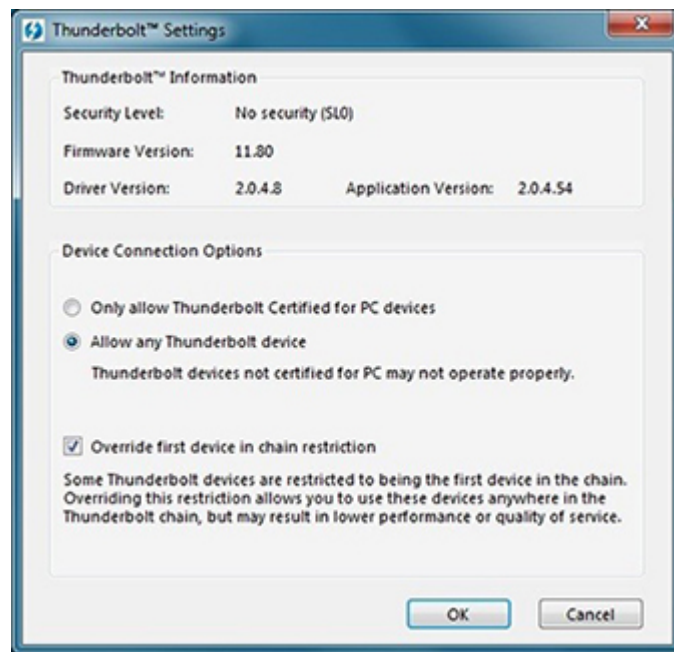 Thunderbolt™ Settings
Thunderbolt™ Information
Security Level: No security (SL0)
Firmware Version: 11.80
Driver Version: 2.0.4.8 Application Version: 2.0.4.54
Device Connection Options
Only allow Thunderbolt Certified for PC devices
Allow any Thunderbolt device
Thunderbolt devices not certified for PC may not operate properly.
Override first device in chain restriction
Some Thunderbolt devices are restricted to being the first device in the chain.
Overriding this restriction allows you to use these devices anywhere in the
Thunderbolt chain, but may result in lower performance or quality of service.
OK Cancel